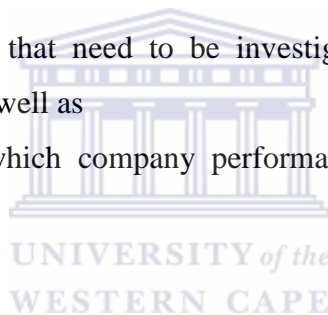 that need to be investig
well as
which company performa
UNIVERSITY of the
WESTERN CAPE